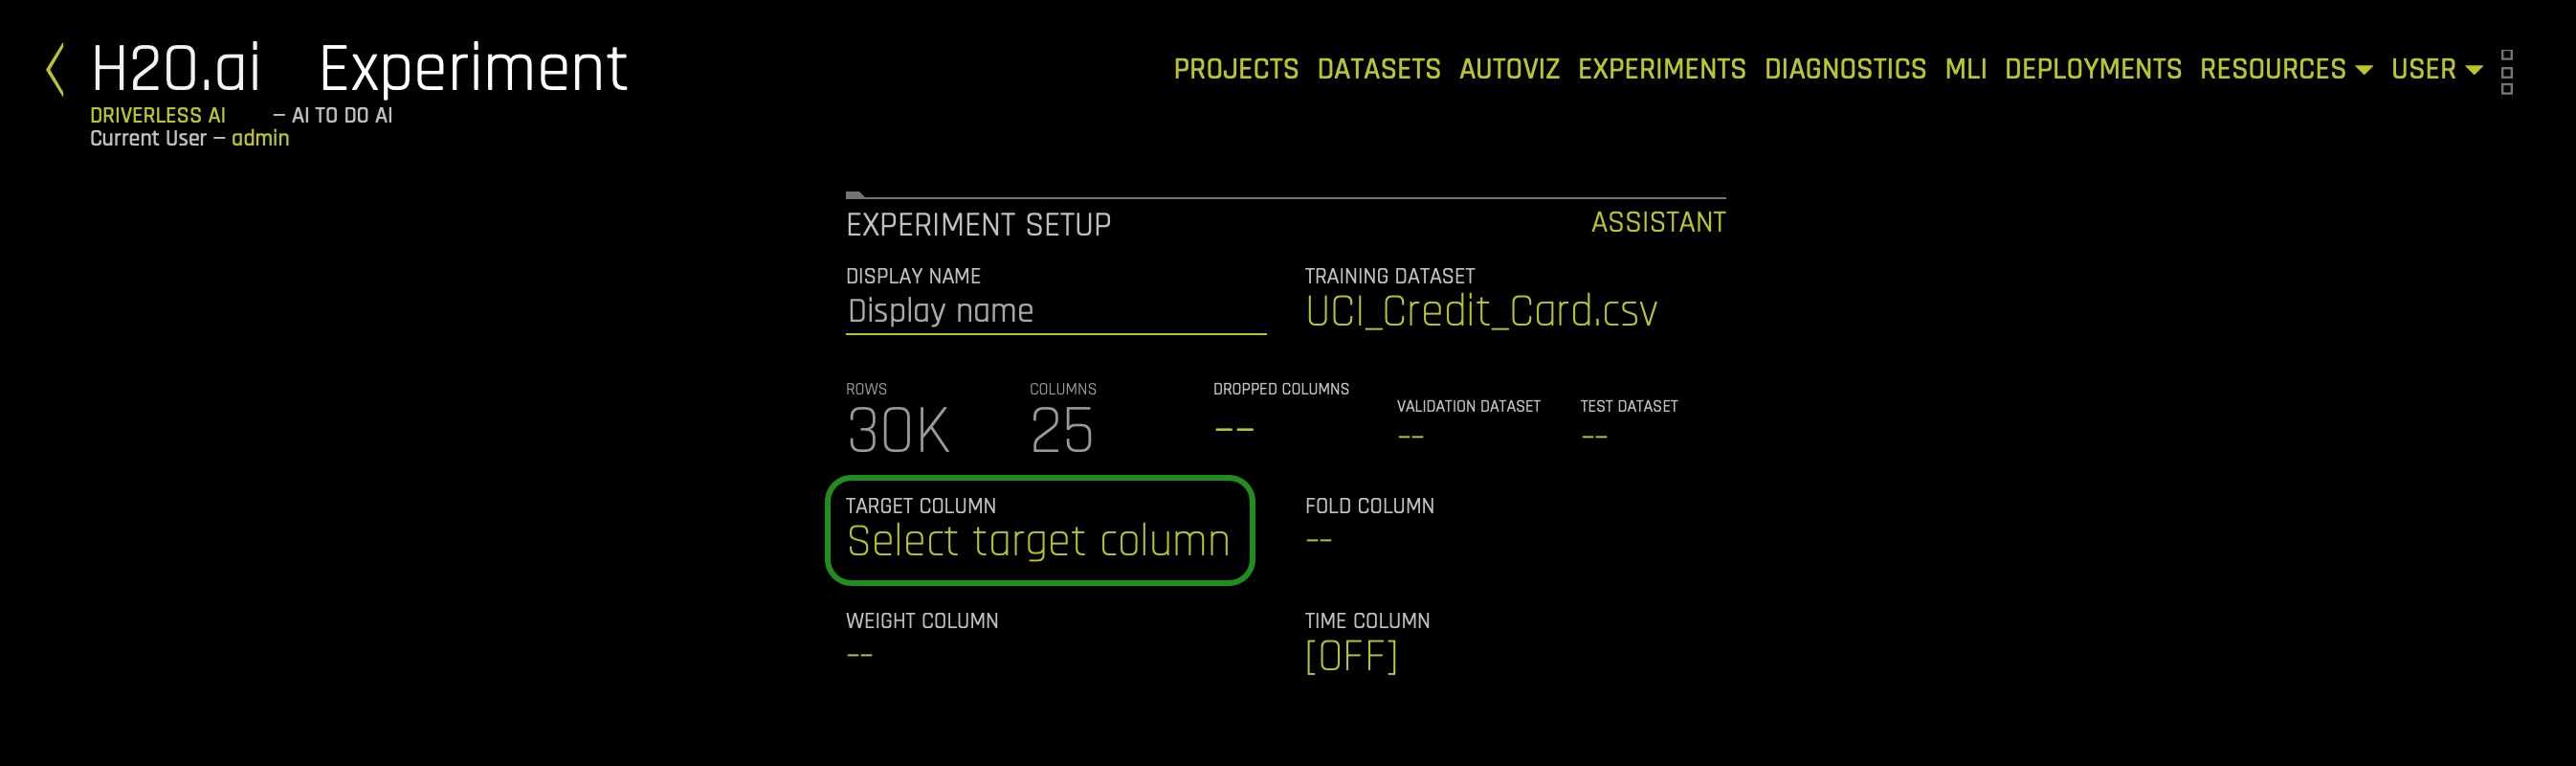 H2O.ai Experiment
DRIVERLESS AI – AI TO DO AI
Current User – admin
PROJECTS DATASETS AUTOVIZ EXPERIMENTS DIAGNOSTICS MLI DEPLOYMENTS RESOURCES USER
EXPERIMENT SETUP ASSISTANT
DISPLAY NAME TRAINING DATASET
Display name UCI_Credit_Card.csv
ROWS COLUMNS DROPPED COLUMNS VALIDATION DATASET TEST DATASET
30K 25 -- -- --
TARGET COLUMN FOLD COLUMN
Select target column --
WEIGHT COLUMN TIME COLUMN
-- [OFF]